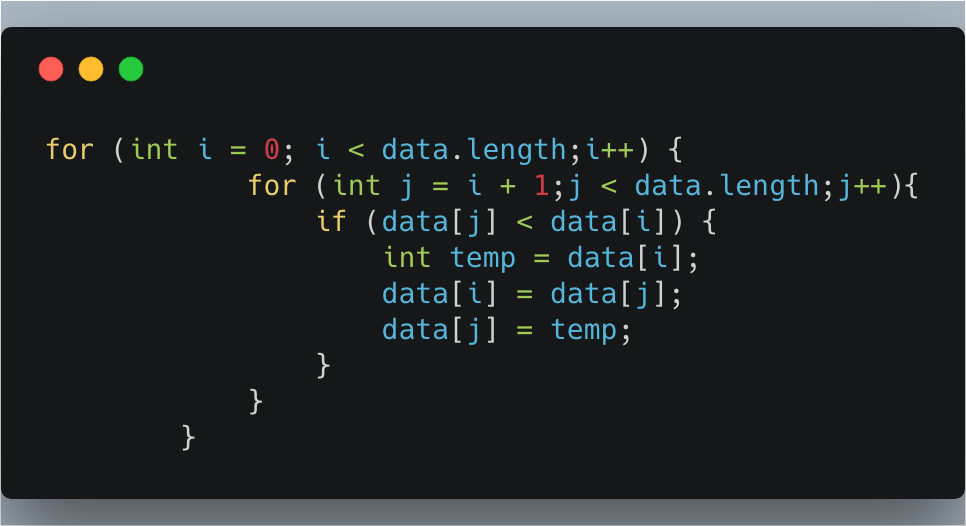 for (int i = 0; i < data.length;i++) {
            for (int j = i + 1;j < data.length;j++){
                if (data[j] < data[i]) {
                    int temp = data[i];
                    data[i] = data[j];
                    data[j] = temp;
                }
            }
        }